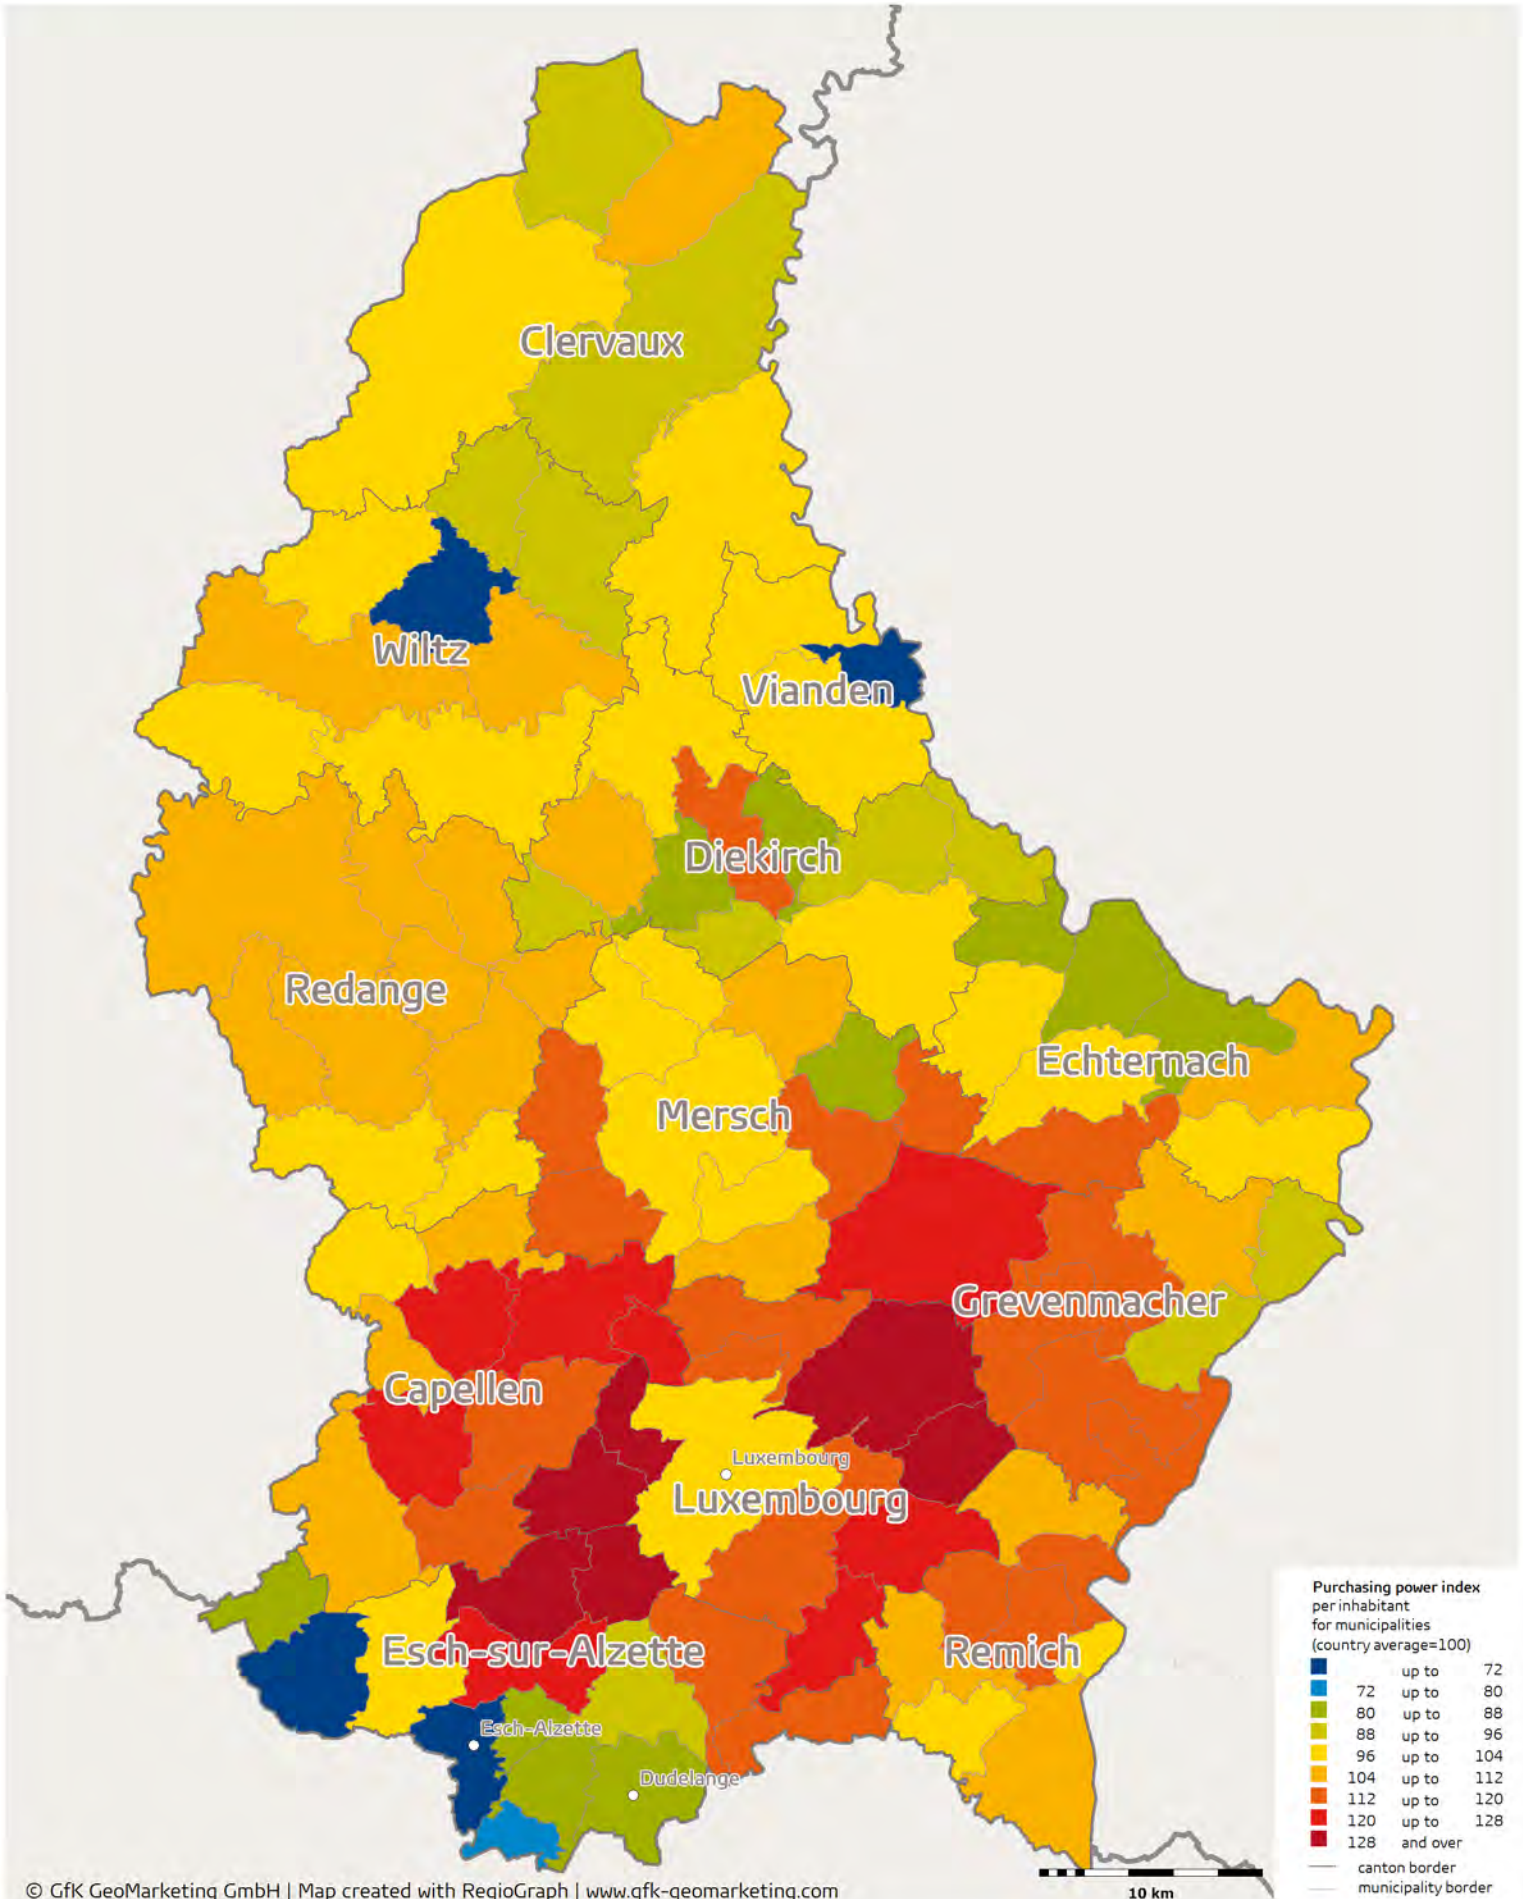 Clervaux
Wiltz
Vianden
Diekirch
Redange
Echternach
Mersch
Grevenmacher
Capellen
Luxembourg
Luxembourg
Esch-sur-Alzette
Remich
Esch-Alzette
Dudelange
Purchasing power index
per inhabitant
for municipalities
(country average=100)
up to 72
72 up to 80
80 up to 88
88 up to 96
96 up to 104
104 up to 112
112 up to 120
120 up to 128
128 and over
canton border
municipality border
10 km
© GfK GeoMarketing GmbH | Map created with RegioGraph | www.gfk-geomarketing.com